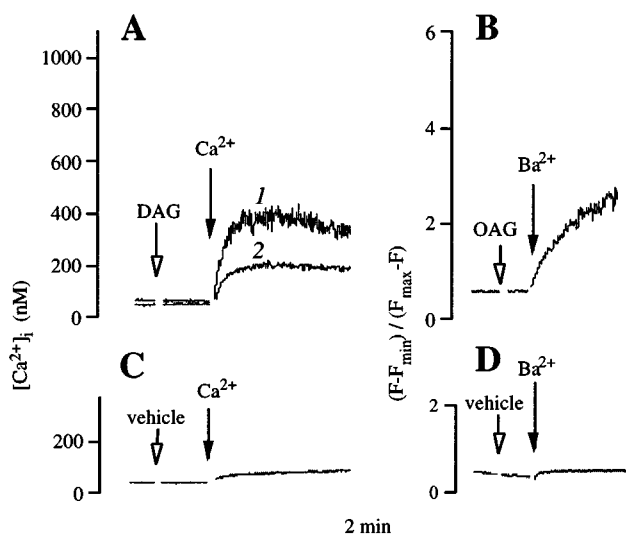 A
1000
800
600
400
200
0
[Ca²⁺]ᵢ (nM)
DAG
Ca²⁺
1
2
B
6
4
2
0
(F-Fmin) / (Fmax-F)
OAG
Ba²⁺
C
200
0
vehicle
Ca²⁺
D
2
0
vehicle
Ba²⁺
2 min